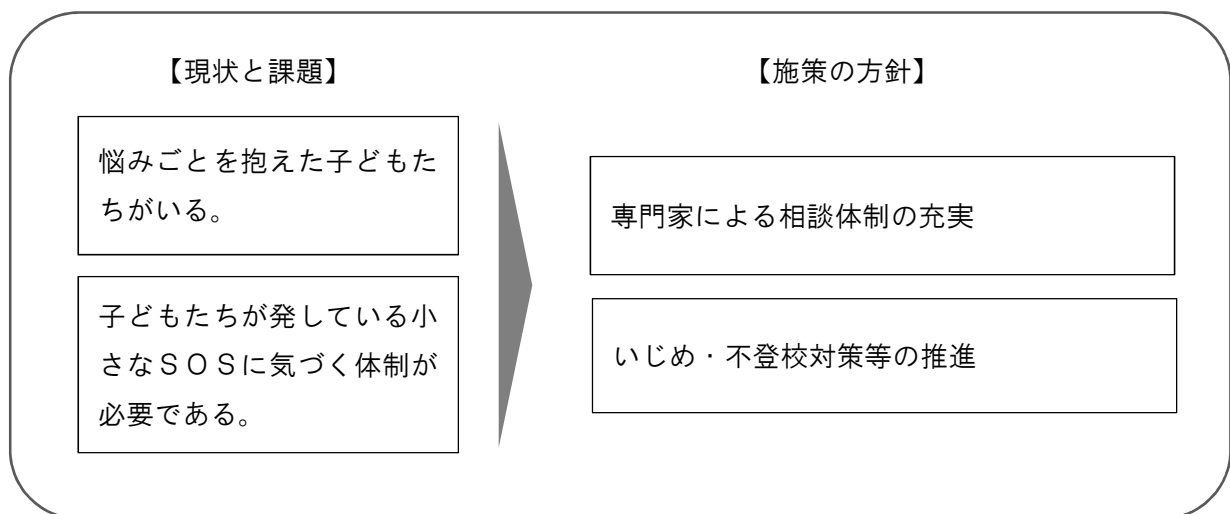 【現状と課題】
悩みごとを抱えた子どもた
ちがいる。
子どもたちが発している小
さなＳＯＳに気づく体制が
必要である。
【施策の方針】
専門家による相談体制の充実
いじめ・不登校対策等の推進